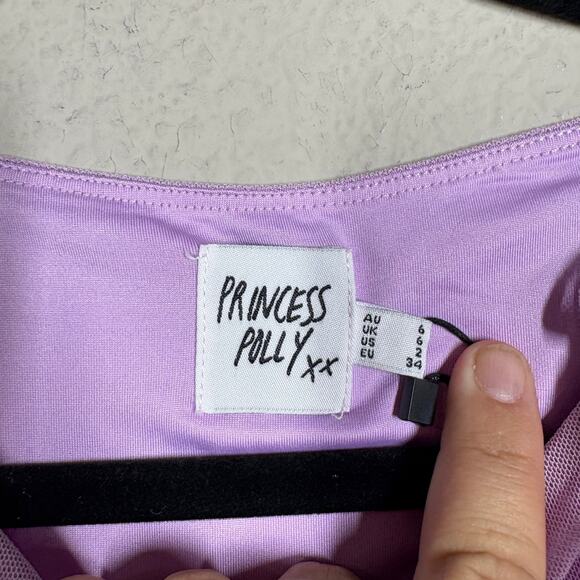 PRINCESS
POLLY xx
AU 6
UK 6
US 2
EU 34